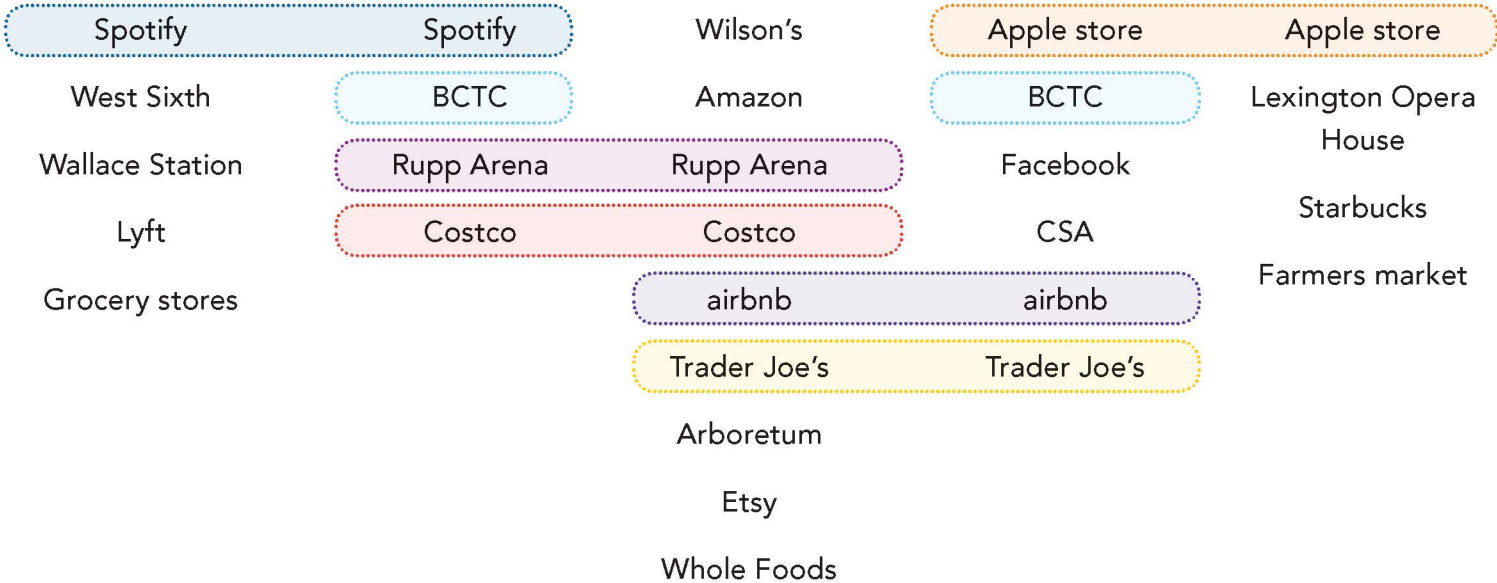 Spotify Spotify Wilson’s Apple store Apple store
West Sixth BCTC Amazon BCTC Lexington Opera
House
Wallace Station Rupp Arena Rupp Arena Facebook
Starbucks
Lyft Costco Costco CSA
Farmers market
Grocery stores airbnb airbnb
Trader Joe’s Trader Joe’s
Arboretum
Etsy
Whole Foods